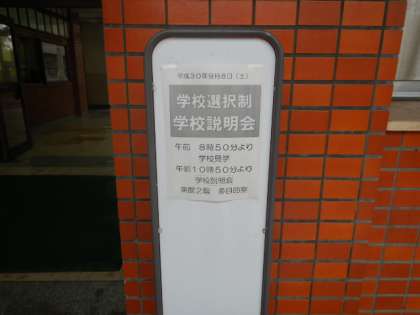 平成30年9月8日（土）
学校選択制
学校説明会
午前 8時50分より
学校見学
午前10時50分より
学校説明会
東館2階 多目的室